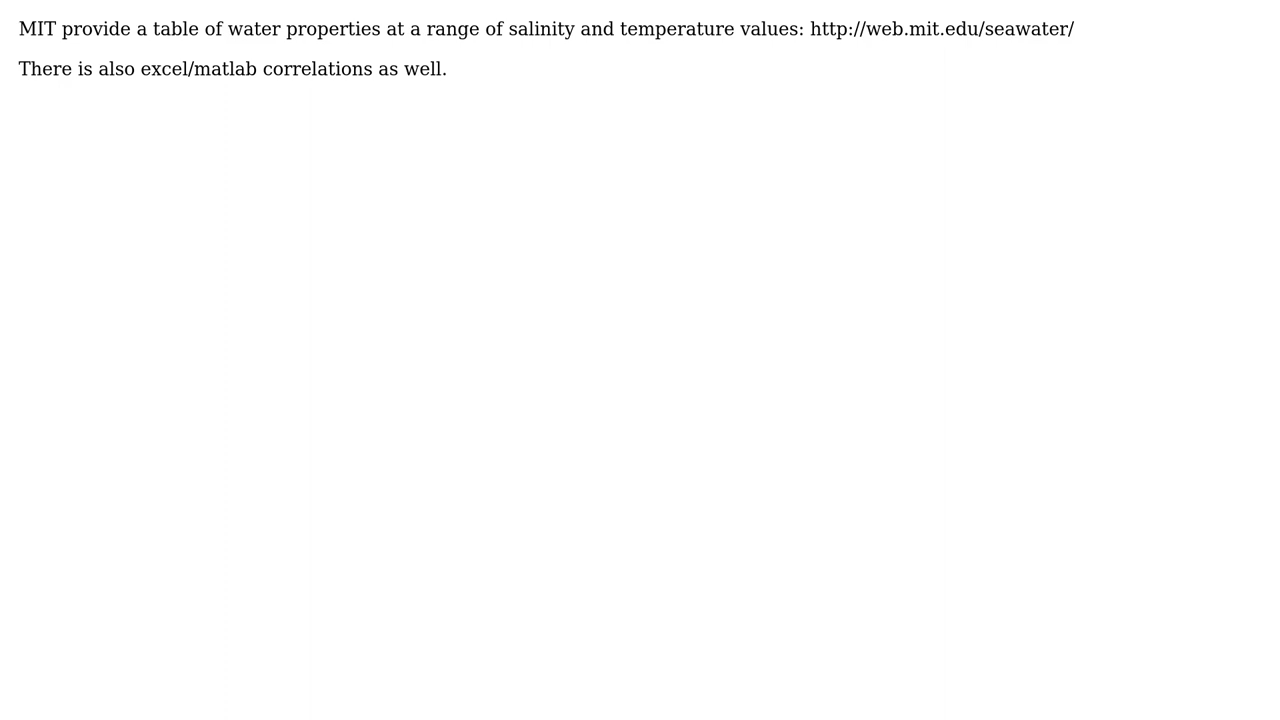 MIT provide a table of water properties at a range of salinity and temperature values: http://web.mit.edu/seawater/
There is also excel/matlab correlations as well.